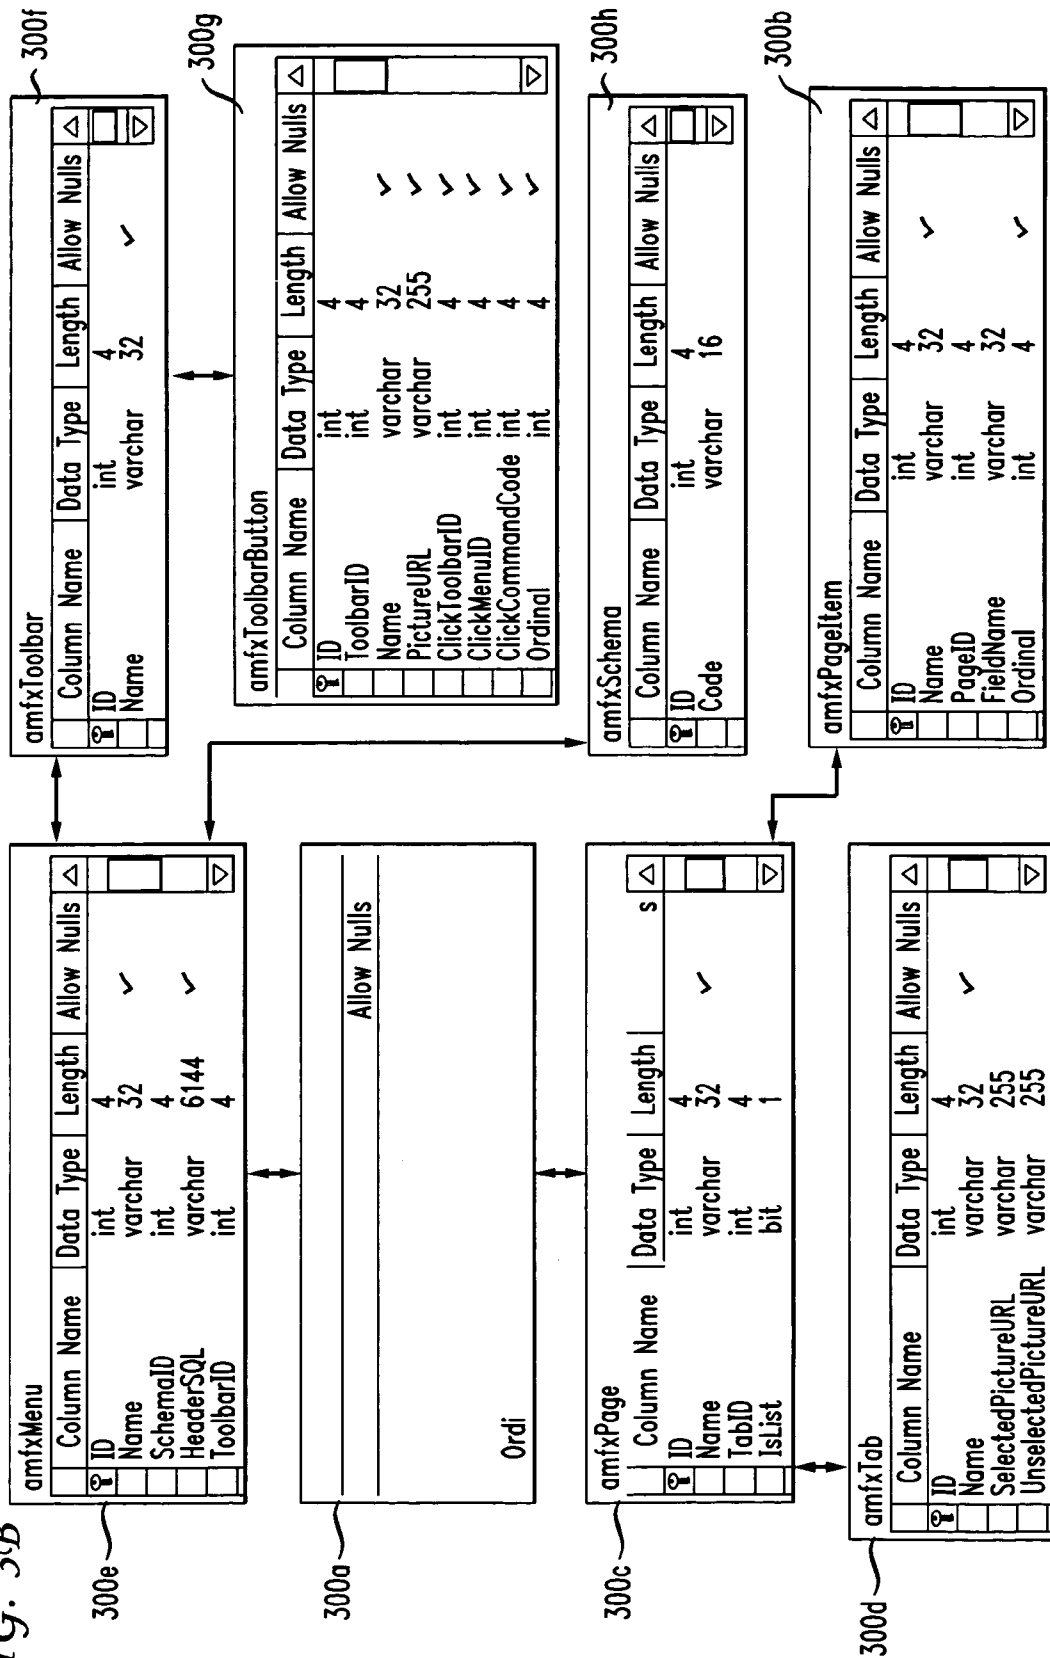 FIG. 3B
300e
amfxMenu
Column Name Data Type Length Allow Nulls
ID int 4
Name varchar 32 ✓
SchemaID int 4
HeaderSQL varchar 6144 ✓
ToolbarID int 4
300a
Allow Nulls
Ordi
300c
amfxPage
Column Name Data Type Length s
ID int 4
Name varchar 32 ✓
TabID int 4
IsList bit 1
300d
amfxTab
Column Name Data Type Length Allow Nulls
ID int 4
Name varchar 32 ✓
SelectedPictureURL varchar 255
UnselectedPictureURL varchar 255
300f
amfxToolbar
Column Name Data Type Length Allow Nulls
ID int 4
Name varchar 32 ✓
300g
amfxToolbarButton
Column Name Data Type Length Allow Nulls
ID int 4
ToolbarID int 4
Name varchar 32 ✓
PictureURL varchar 255 ✓
ClickToolbarID int 4 ✓
ClickMenuID int 4 ✓
ClickCommandCode int 4 ✓
Ordinal int 4 ✓
300h
amfxSchema
Column Name Data Type Length Allow Nulls
ID int 4
Code varchar 16
300b
amfxPageItem
Column Name Data Type Length Allow Nulls
ID int 4
Name varchar 32 ✓
PageID int 4
FieldName varchar 32
Ordinal int 4 ✓